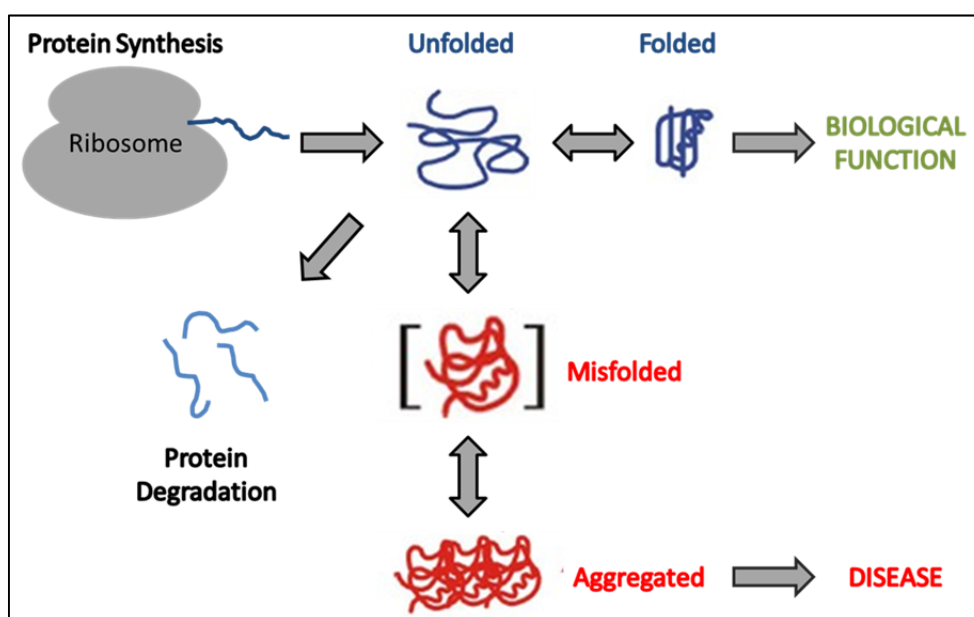 Protein Synthesis
Unfolded
Folded
Ribosome
BIOLOGICAL
FUNCTION
[
]
Misfolded
Protein
Degradation
Aggregated
DISEASE